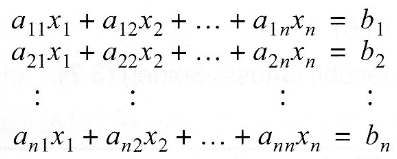 a₁₁x₁ + a₁₂x₂ + … + a₁ₙxₙ = b₁
a₂₁x₁ + a₂₂x₂ + … + a₂ₙxₙ = b₂
⋮ ⋮ ⋮ ⋮
aₙ₁x₁ + aₙ₂x₂ + … + aₙₙxₙ = bₙ